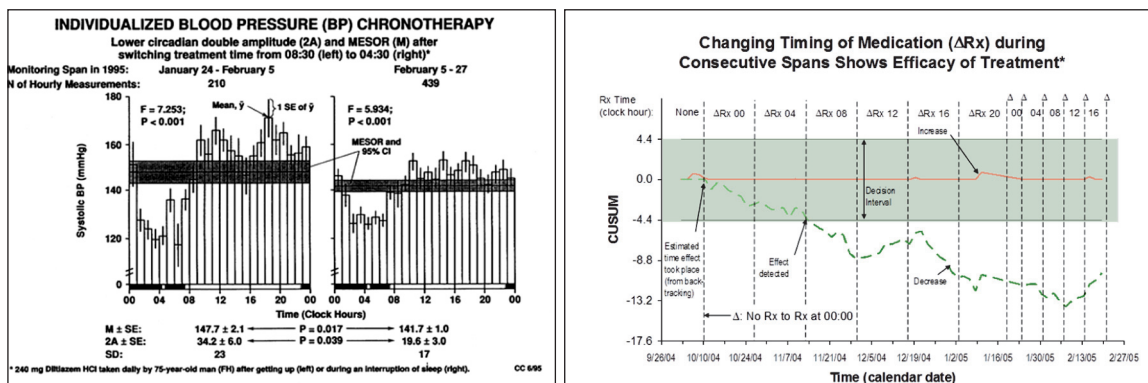 INDIVIDUALIZED BLOOD PRESSURE (BP) CHRONOTHERAPY
Lower circadian double amplitude (2A) and MESOR (M) after
switching treatment time from 08:30 (left) to 04:30 (right)*
Monitoring Span in 1995: January 24 - February 5 February 5 - 27
N of Hourly Measurements: 210 439
180
160
140
120
0
Systolic BP (mmHg)
F = 7.253;
P < 0.001
Mean, ȳ
1 SE of ȳ
F = 5.934;
P < 0.001
MESOR and
95% CI
00 04 08 12 16 20 00 00 04 08 12 16 20 00
Time (Clock Hours)
M ± SE: 147.7 ± 2.1 P = 0.017 141.7 ± 1.0
2A ± SE: 34.2 ± 6.0 P = 0.039 19.6 ± 3.0
SD: 23 17
* 240 mg Diltiazem HCl taken daily by 75-year-old man (FH) after getting up (left) or during an interruption of sleep (right). CC 6/95
Changing Timing of Medication (ΔRx) during
Consecutive Spans Shows Efficacy of Treatment*
Rx Time
(clock hour):
None ΔRx 00 ΔRx 04 ΔRx 08 ΔRx 12 ΔRx 16 ΔRx 20
Δ Δ Δ Δ Δ Δ
00 04 08 12 16
4.4
0.0
-4.4
-8.8
-13.2
-17.6
CUSUM
Increase
Decision
Interval
Estimated
time effect
took place
(from back-
tracking)
Effect
detected
Decrease
Δ: No Rx to Rx at 00:00
9/26/04 10/10/04 10/24/04 11/7/04 11/21/04 12/5/04 12/19/04 1/2/05 1/16/05 1/30/05 2/13/05 2/27/05
Time (calendar date)